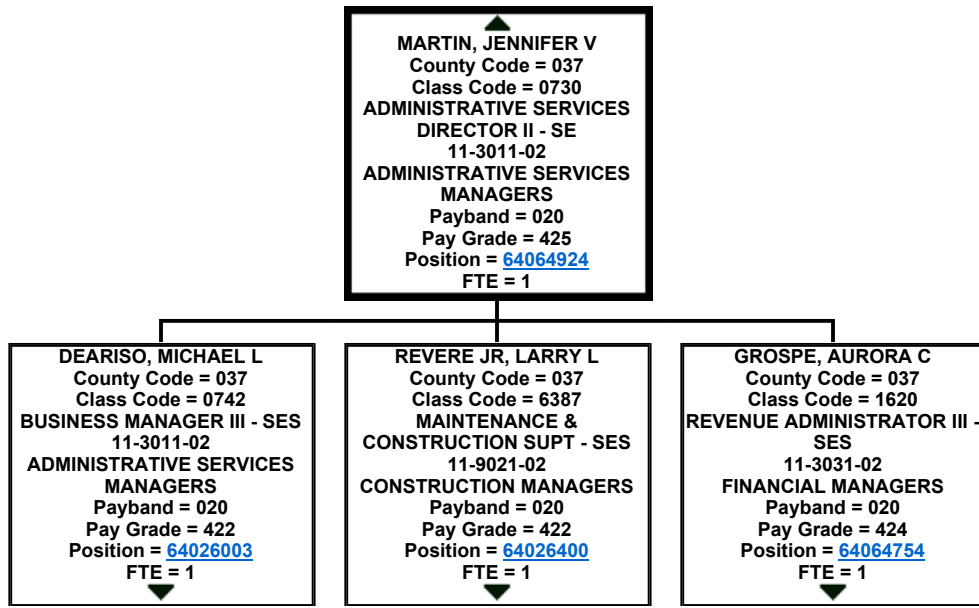 MARTIN, JENNIFER V
County Code = 037
Class Code = 0730
ADMINISTRATIVE SERVICES
DIRECTOR II - SE
11-3011-02
ADMINISTRATIVE SERVICES
MANAGERS
Payband = 020
Pay Grade = 425
Position = 64064924
FTE = 1
DEARISO, MICHAEL L
County Code = 037
Class Code = 0742
BUSINESS MANAGER III - SES
11-3011-02
ADMINISTRATIVE SERVICES
MANAGERS
Payband = 020
Pay Grade = 422
Position = 64026003
FTE = 1
REVERE JR, LARRY L
County Code = 037
Class Code = 6387
MAINTENANCE &
CONSTRUCTION SUPT - SES
11-9021-02
CONSTRUCTION MANAGERS
Payband = 020
Pay Grade = 422
Position = 64026400
FTE = 1
GROSPE, AURORA C
County Code = 037
Class Code = 1620
REVENUE ADMINISTRATOR III -
SES
11-3031-02
FINANCIAL MANAGERS
Payband = 020
Pay Grade = 424
Position = 64064754
FTE = 1